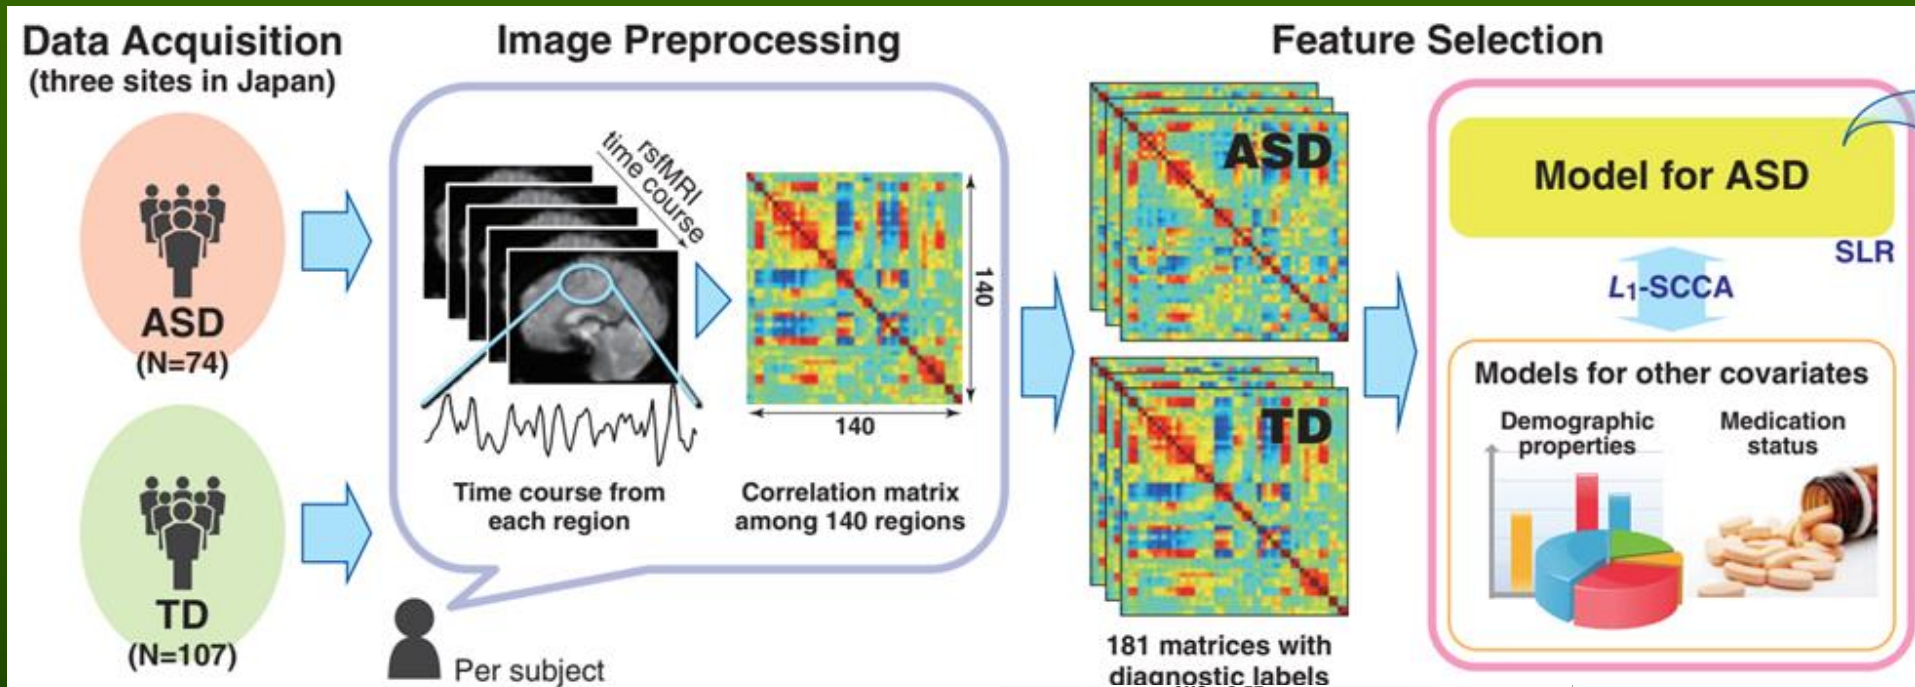 Data Acquisition
(three sites in Japan)
ASD
(N=74)
TD
(N=107)
Image Preprocessing
rsfMRI
time course
Time course from
each region
140
140
Correlation matrix
among 140 regions
Per subject
Feature Selection
ASD
TD
181 matrices with
diagnostic labels
Model for ASD
SLR
L1-SCCA
Models for other covariates
Demographic
properties
Medication
status